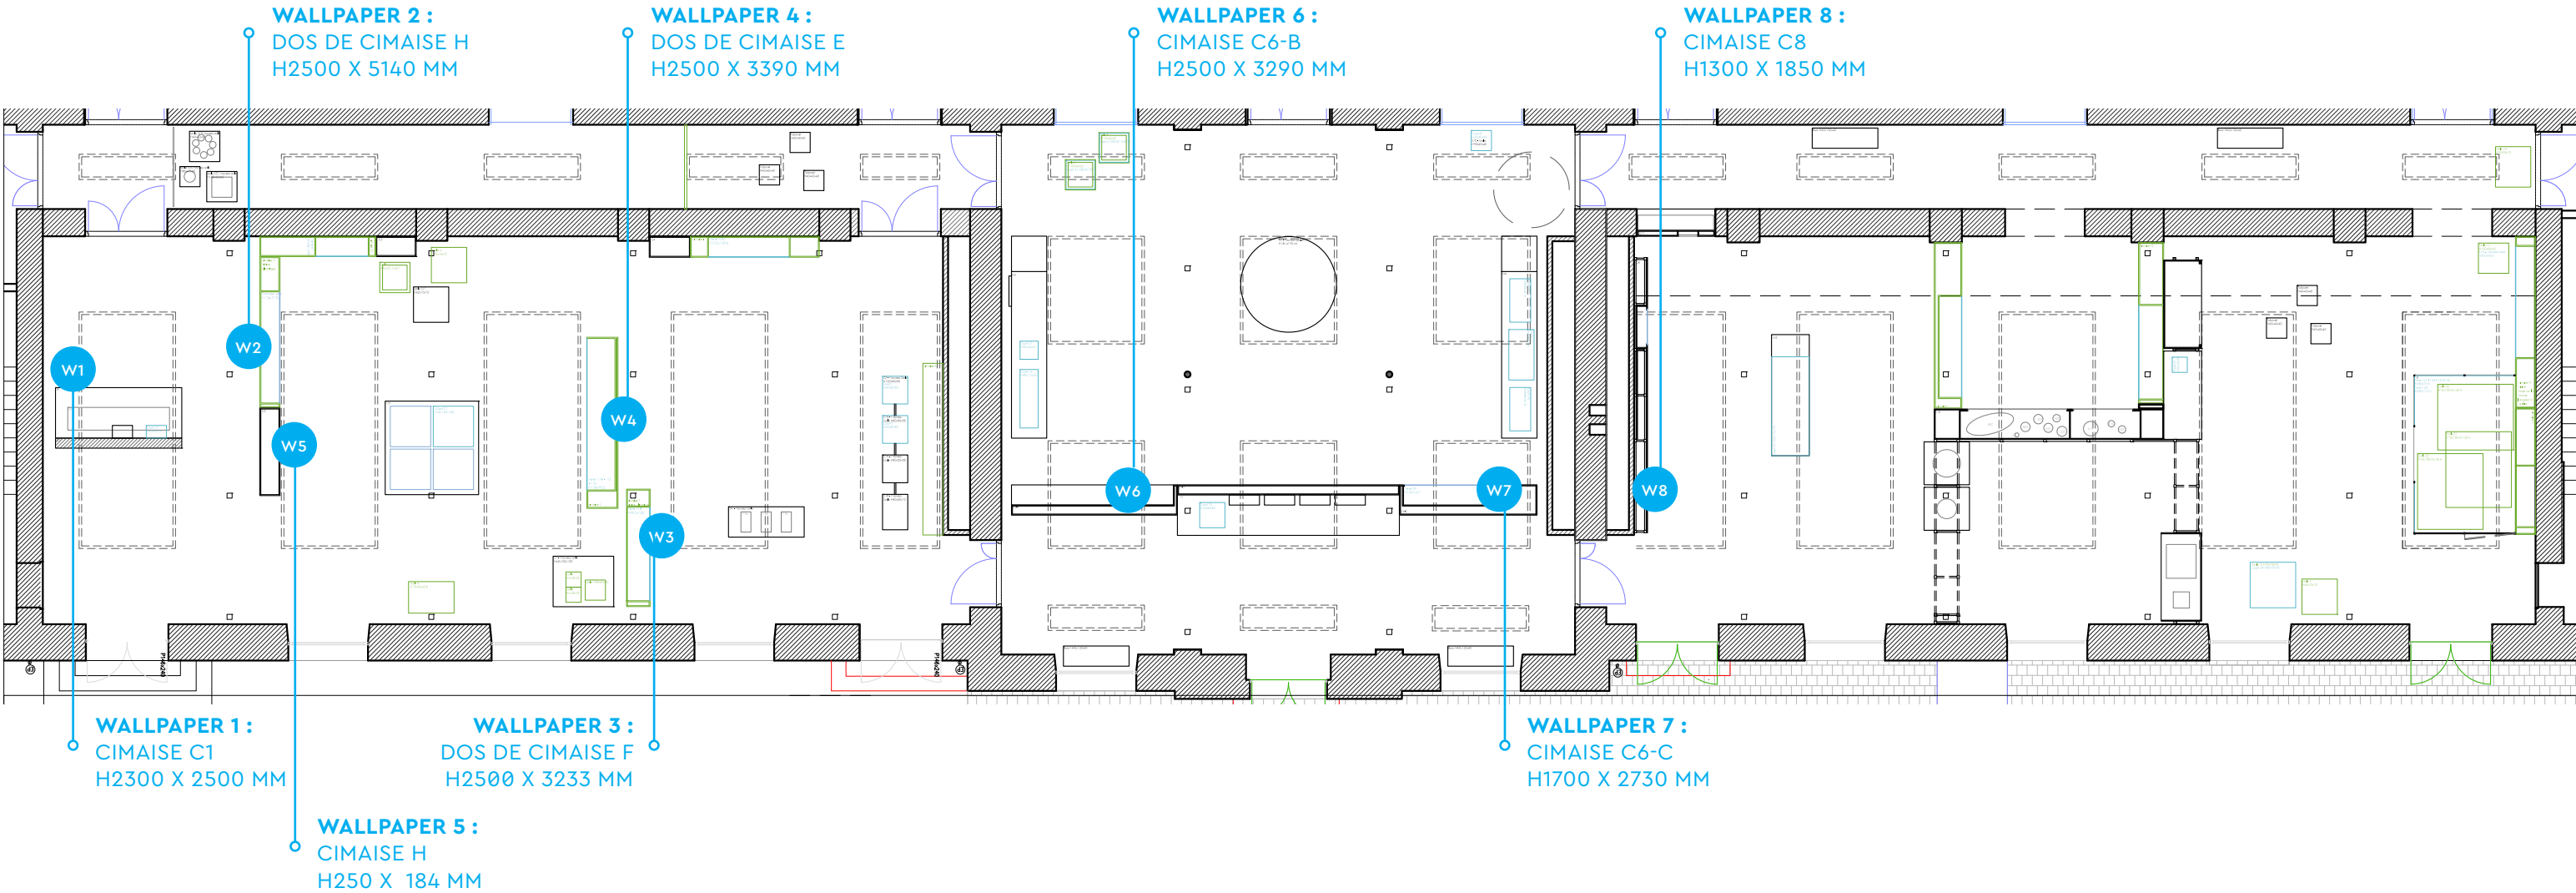 WALLPAPER 2 :
DOS DE CIMAISE H
H2500 X 5140 MM
WALLPAPER 4 :
DOS DE CIMAISE E
H2500 X 3390 MM
WALLPAPER 6 :
CIMAISE C6-B
H2500 X 3290 MM
WALLPAPER 8 :
CIMAISE C8
H1300 X 1850 MM
W1
W2
W5
W4
W3
W6
W7
W8
WALLPAPER 1 :
CIMAISE C1
H2300 X 2500 MM
WALLPAPER 3 :
DOS DE CIMAISE F
H2500 X 3233 MM
WALLPAPER 7 :
CIMAISE C6-C
H1700 X 2730 MM
WALLPAPER 5 :
CIMAISE H
H250 X 184 MM